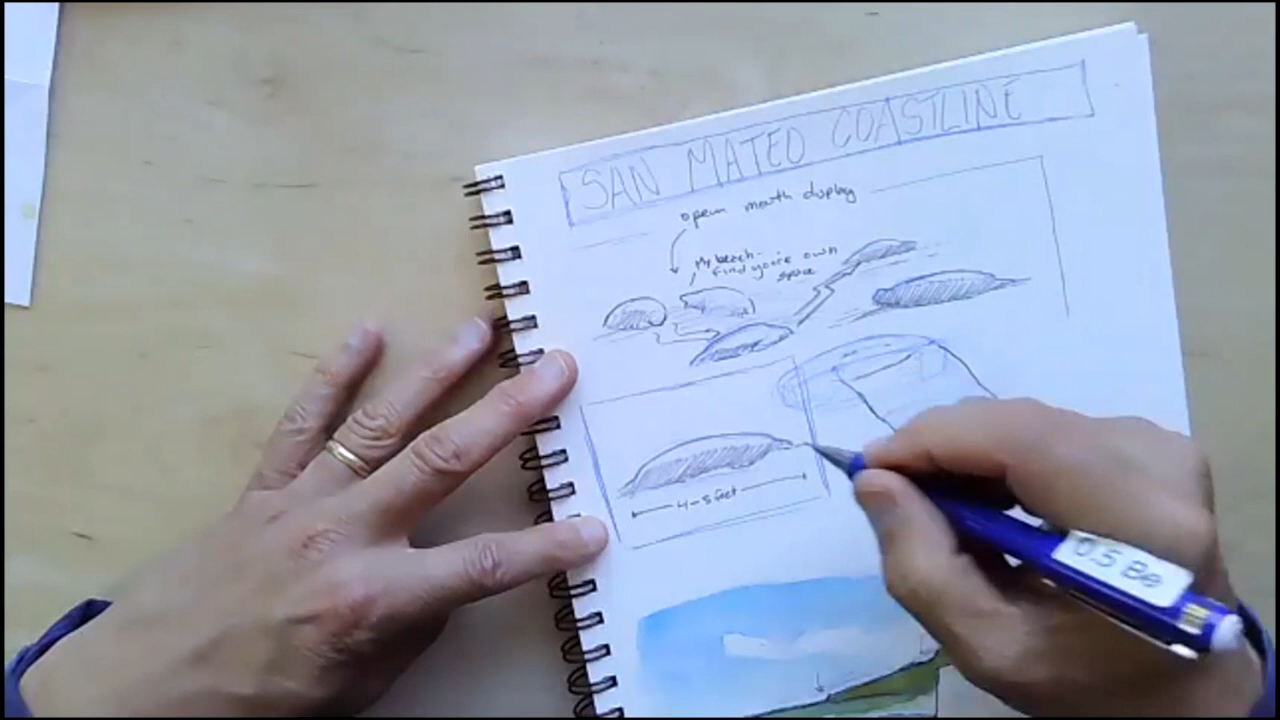 SAN MATEO COASTLINE
open mouth display
My beach-
find you're own
space
4-5 feet
0.5 Be